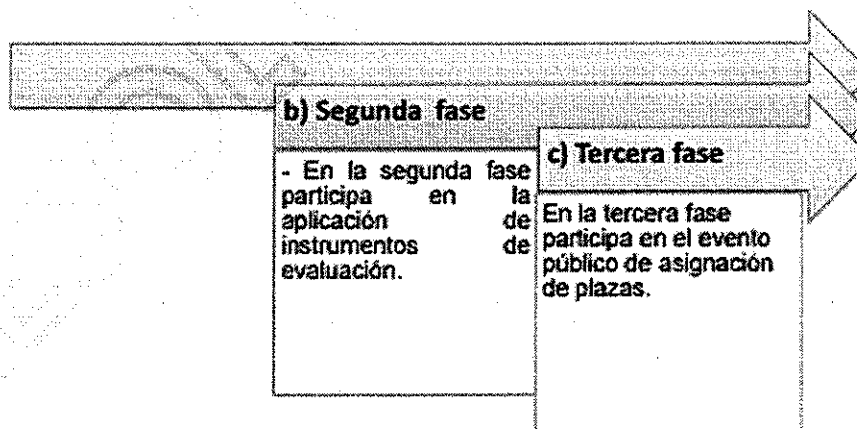 b) Segunda fase
- En la segunda fase
participa en la
aplicación de
instrumentos de
evaluación.
c) Tercera fase
En la tercera fase
participa en el evento
público de asignación
de plazas.